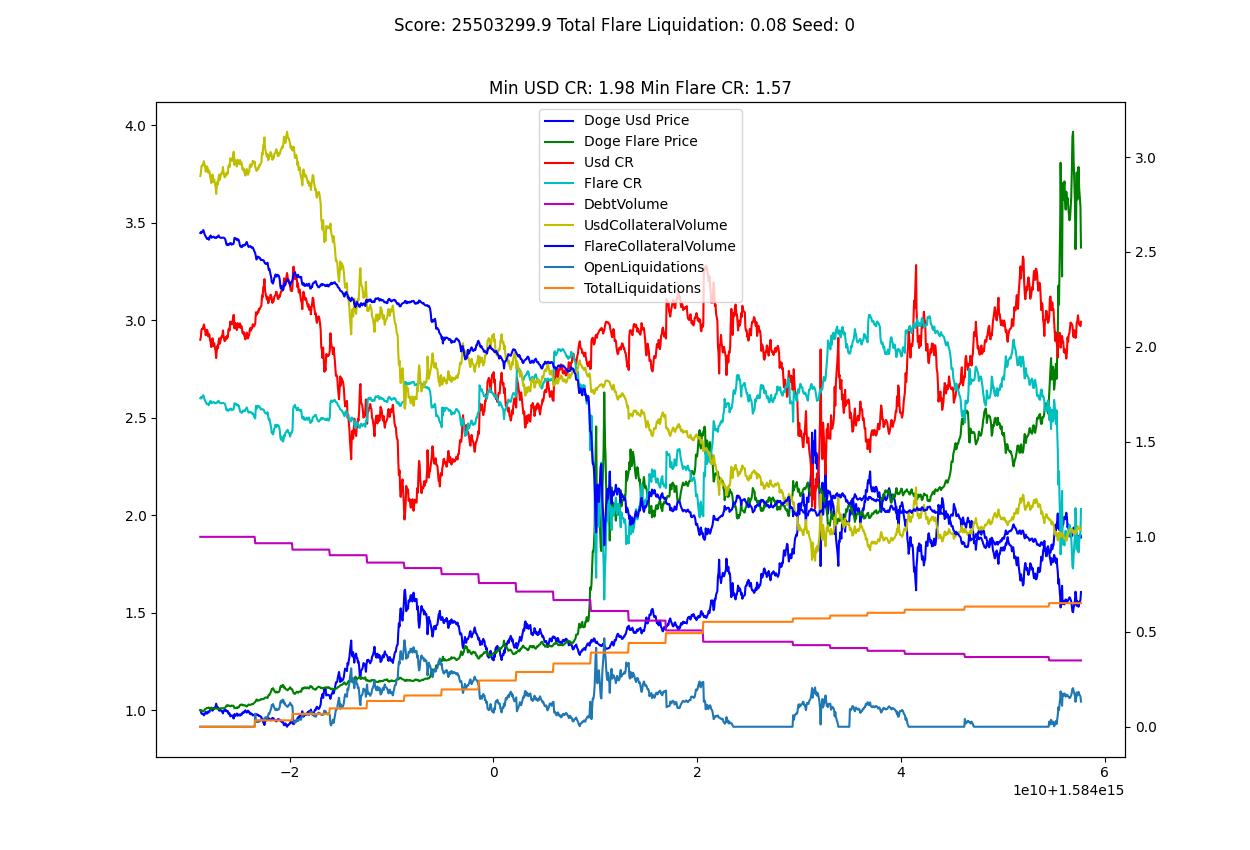 Score: 25503299.9 Total Flare Liquidation: 0.08 Seed: 0
Min USD CR: 1.98 Min Flare CR: 1.57
Doge Usd Price
Doge Flare Price
Usd CR
Flare CR
DebtVolume
UsdCollateralVolume
FlareCollateralVolume
OpenLiquidations
TotalLiquidations
4.0
3.5
3.0
2.5
2.0
1.5
1.0
3.0
2.5
2.0
1.5
1.0
0.5
0.0
−2 0 2 4 6
1e10+1.584e15